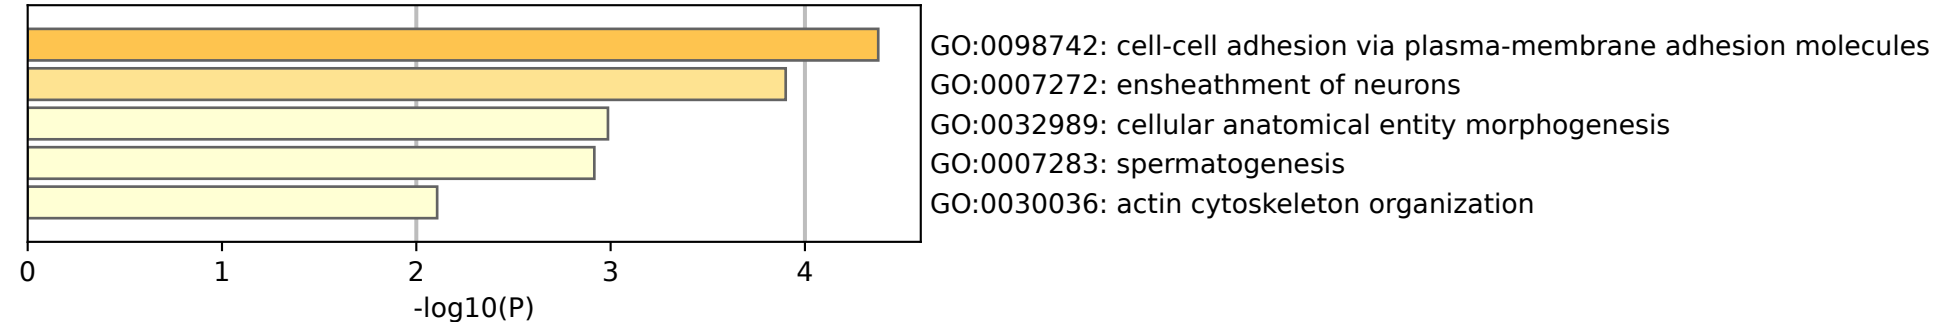 GO:0098742: cell-cell adhesion via plasma-membrane adhesion molecules
GO:0007272: ensheathment of neurons
GO:0032989: cellular anatomical entity morphogenesis
GO:0007283: spermatogenesis
GO:0030036: actin cytoskeleton organization
0 1 2 3 4
-log10(P)